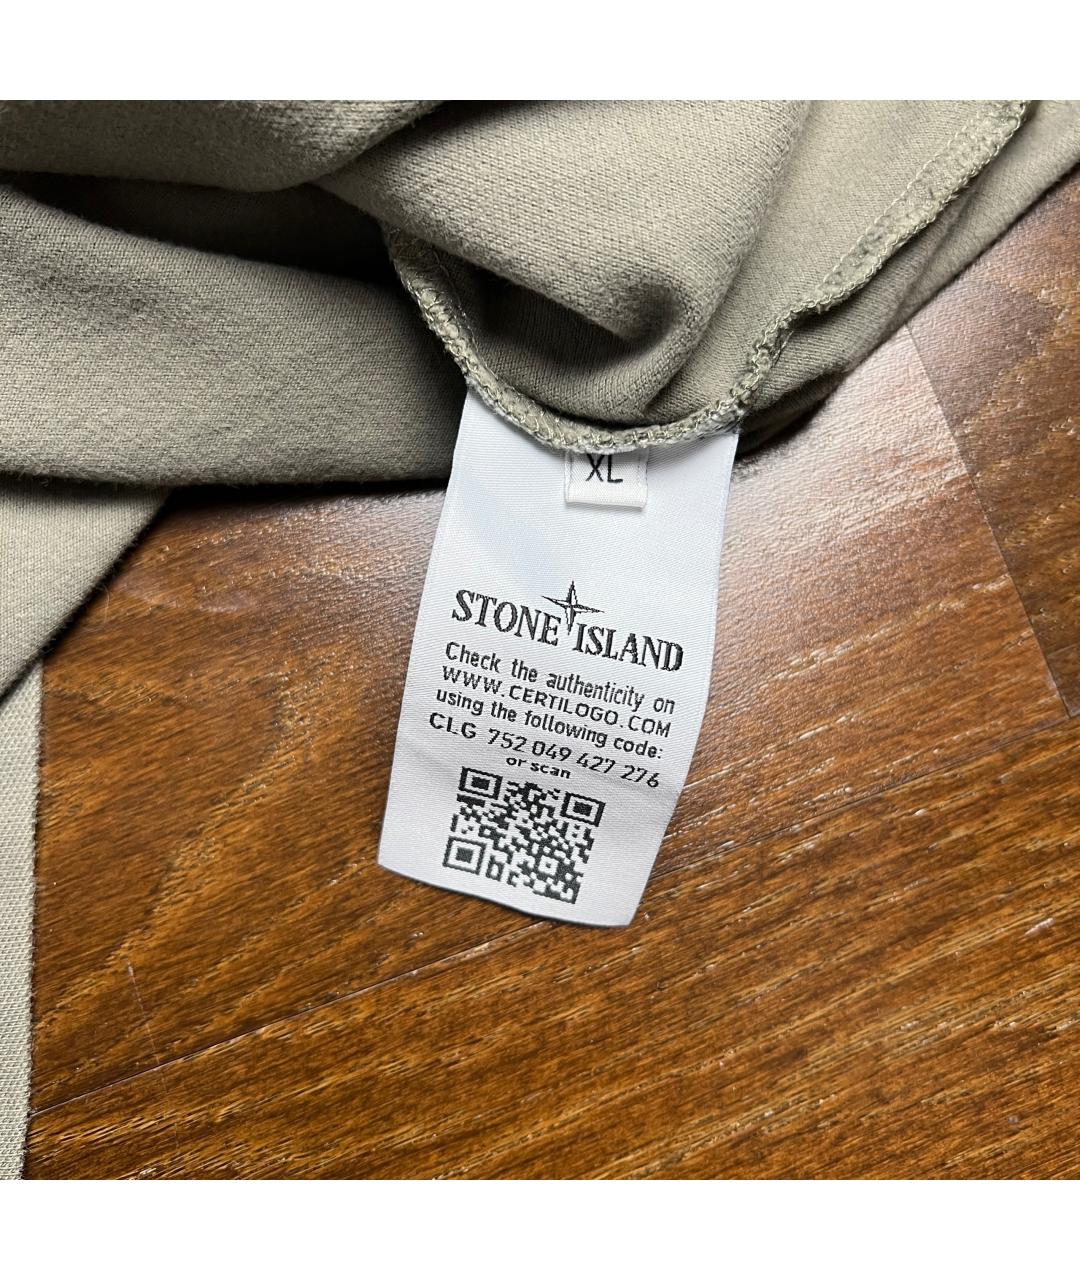 XL
STONE ISLAND
Check the authenticity on
WWW.CERTILOGO.COM
using the following code:
CLG 752 049 427 276
or scan